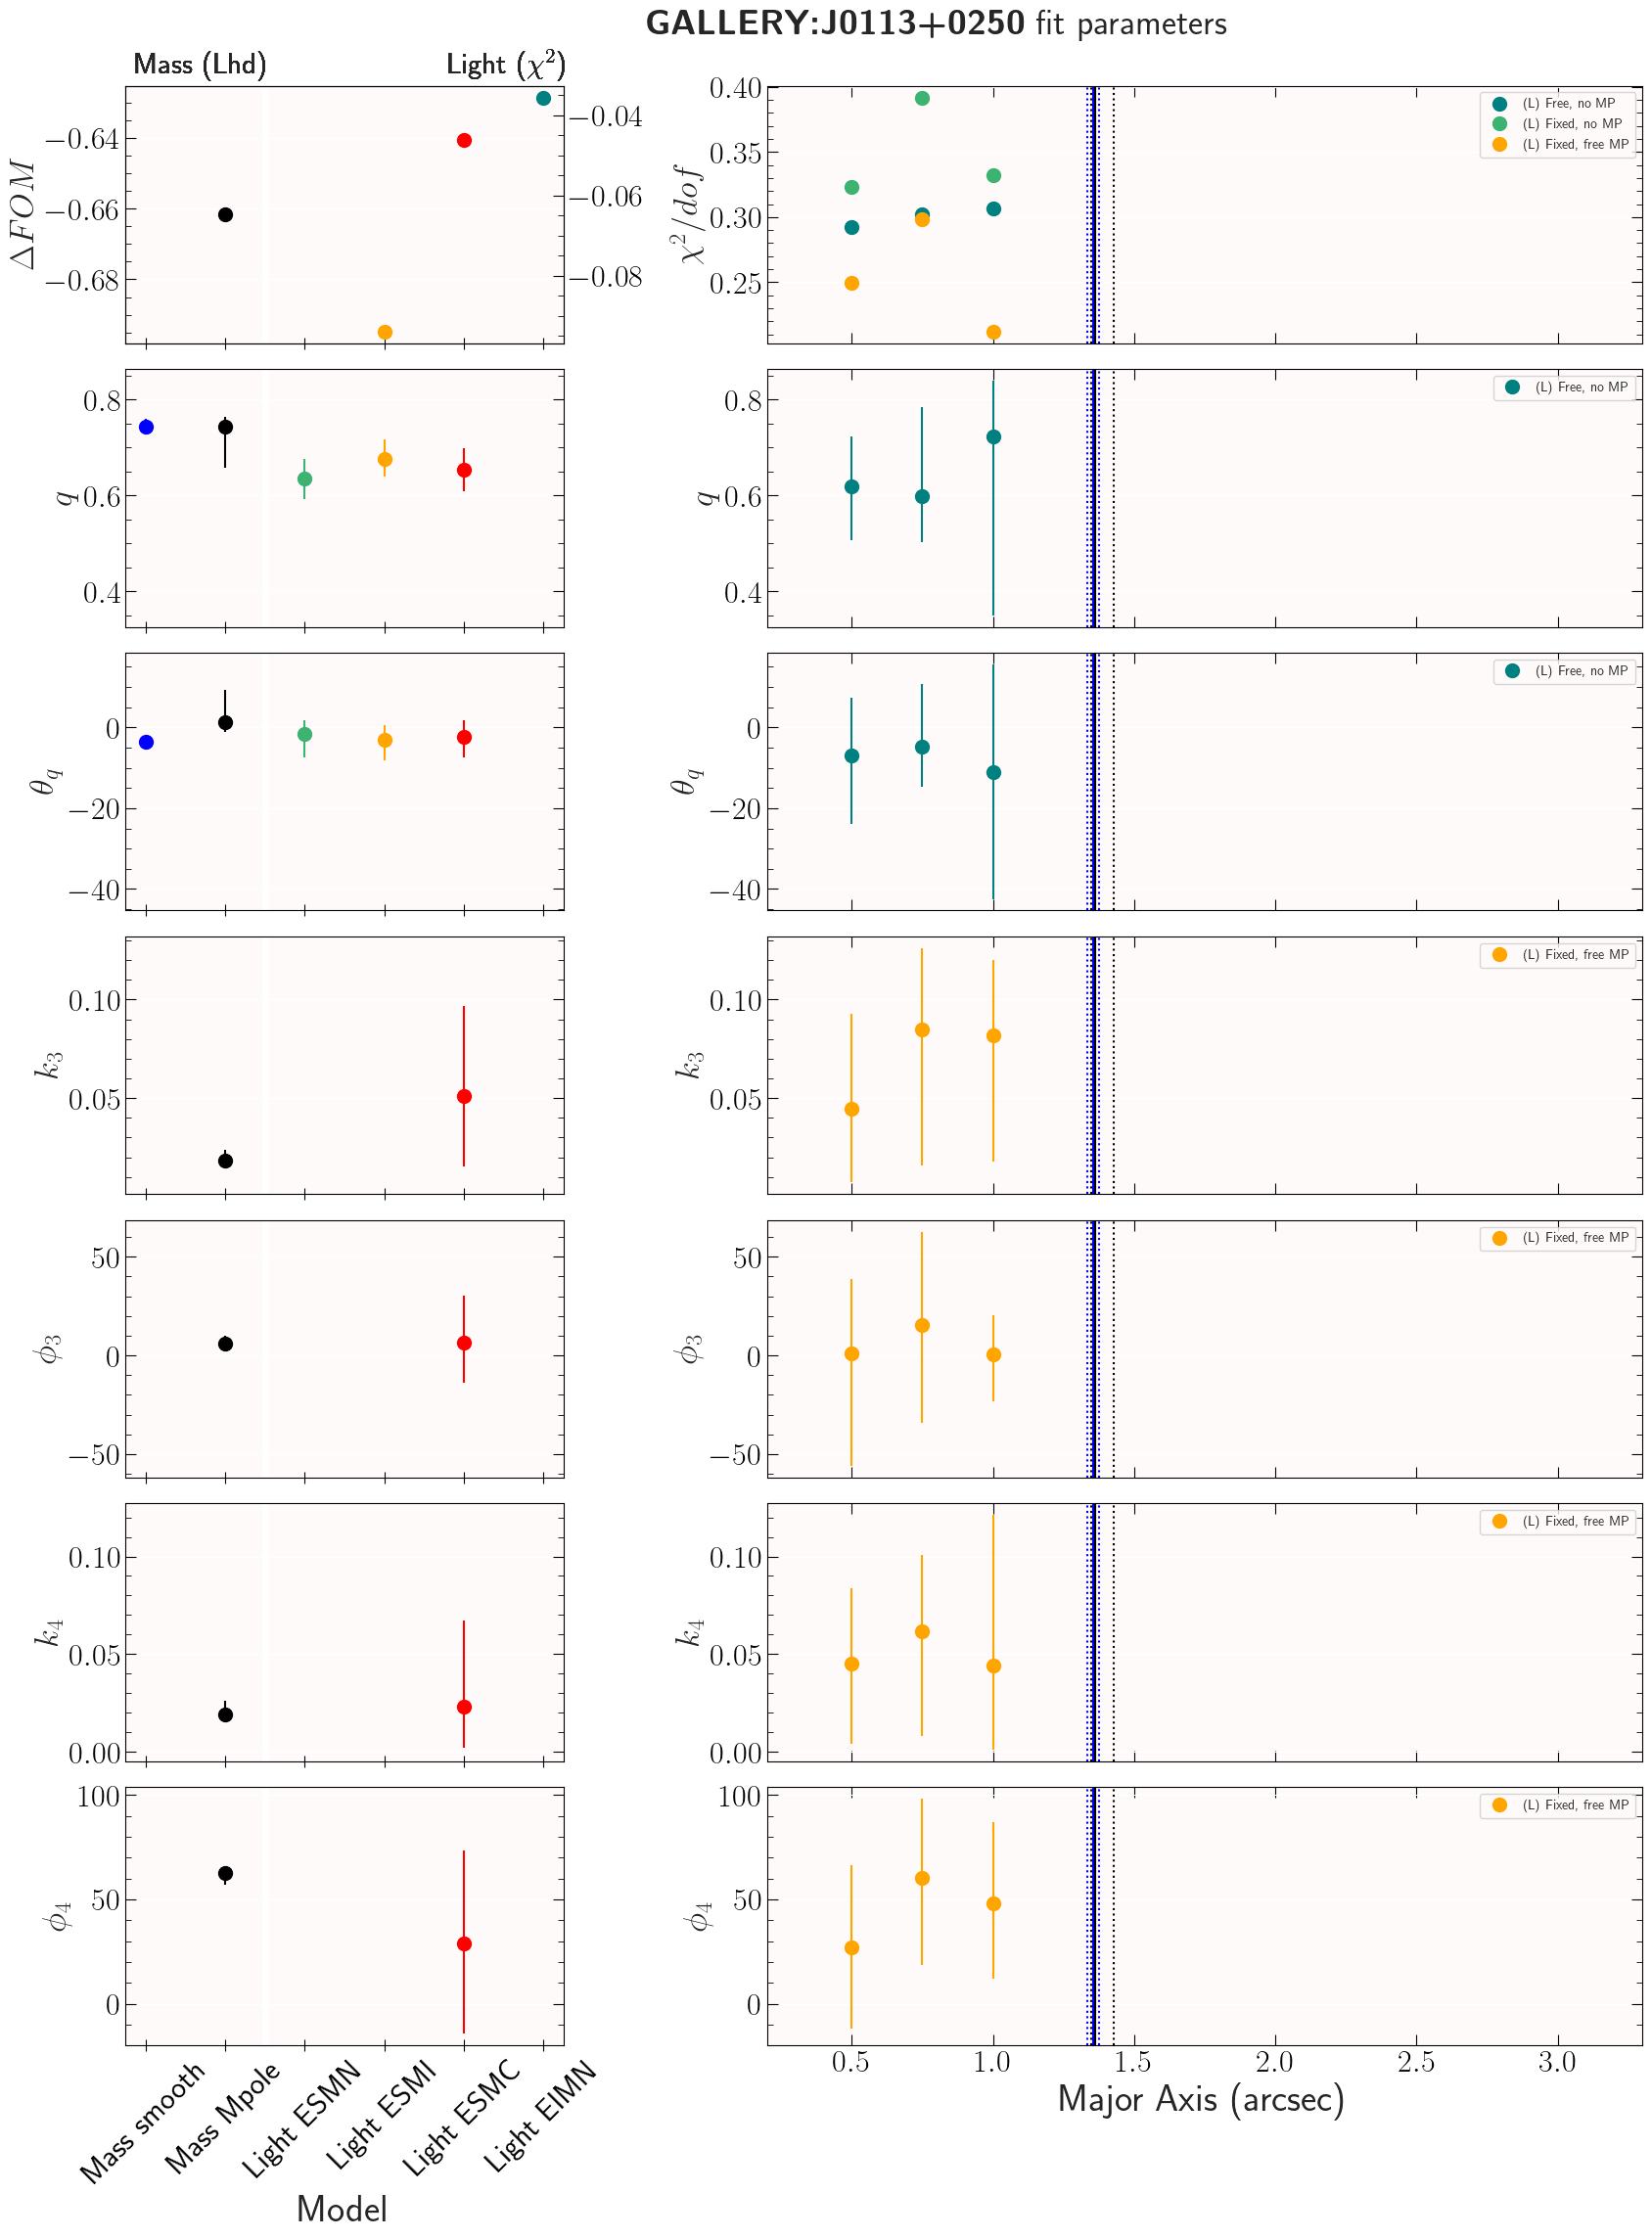 GALLERY:J0113+0250 fit parameters
Mass (Lhd)
Light (χ²)
ΔFOM
−0.64
−0.66
−0.68
−0.04
−0.06
−0.08
χ²/dof
0.40
0.35
0.30
0.25
(L) Free, no MP
(L) Fixed, no MP
(L) Fixed, free MP
q
0.8
0.6
0.4
q
0.8
0.6
0.4
(L) Free, no MP
θq
0
−20
−40
θq
0
−20
−40
(L) Free, no MP
k₃
0.10
0.05
k₃
0.10
0.05
(L) Fixed, free MP
ϕ₃
50
0
−50
ϕ₃
50
0
−50
(L) Fixed, free MP
k₄
0.10
0.05
0.00
k₄
0.10
0.05
0.00
(L) Fixed, free MP
ϕ₄
100
50
0
ϕ₄
100
50
0
(L) Fixed, free MP
Mass smooth
Mass Mpole
Light ESMN
Light ESMI
Light ESMC
Light EIMN
Model
0.5 1.0 1.5 2.0 2.5 3.0
Major Axis (arcsec)